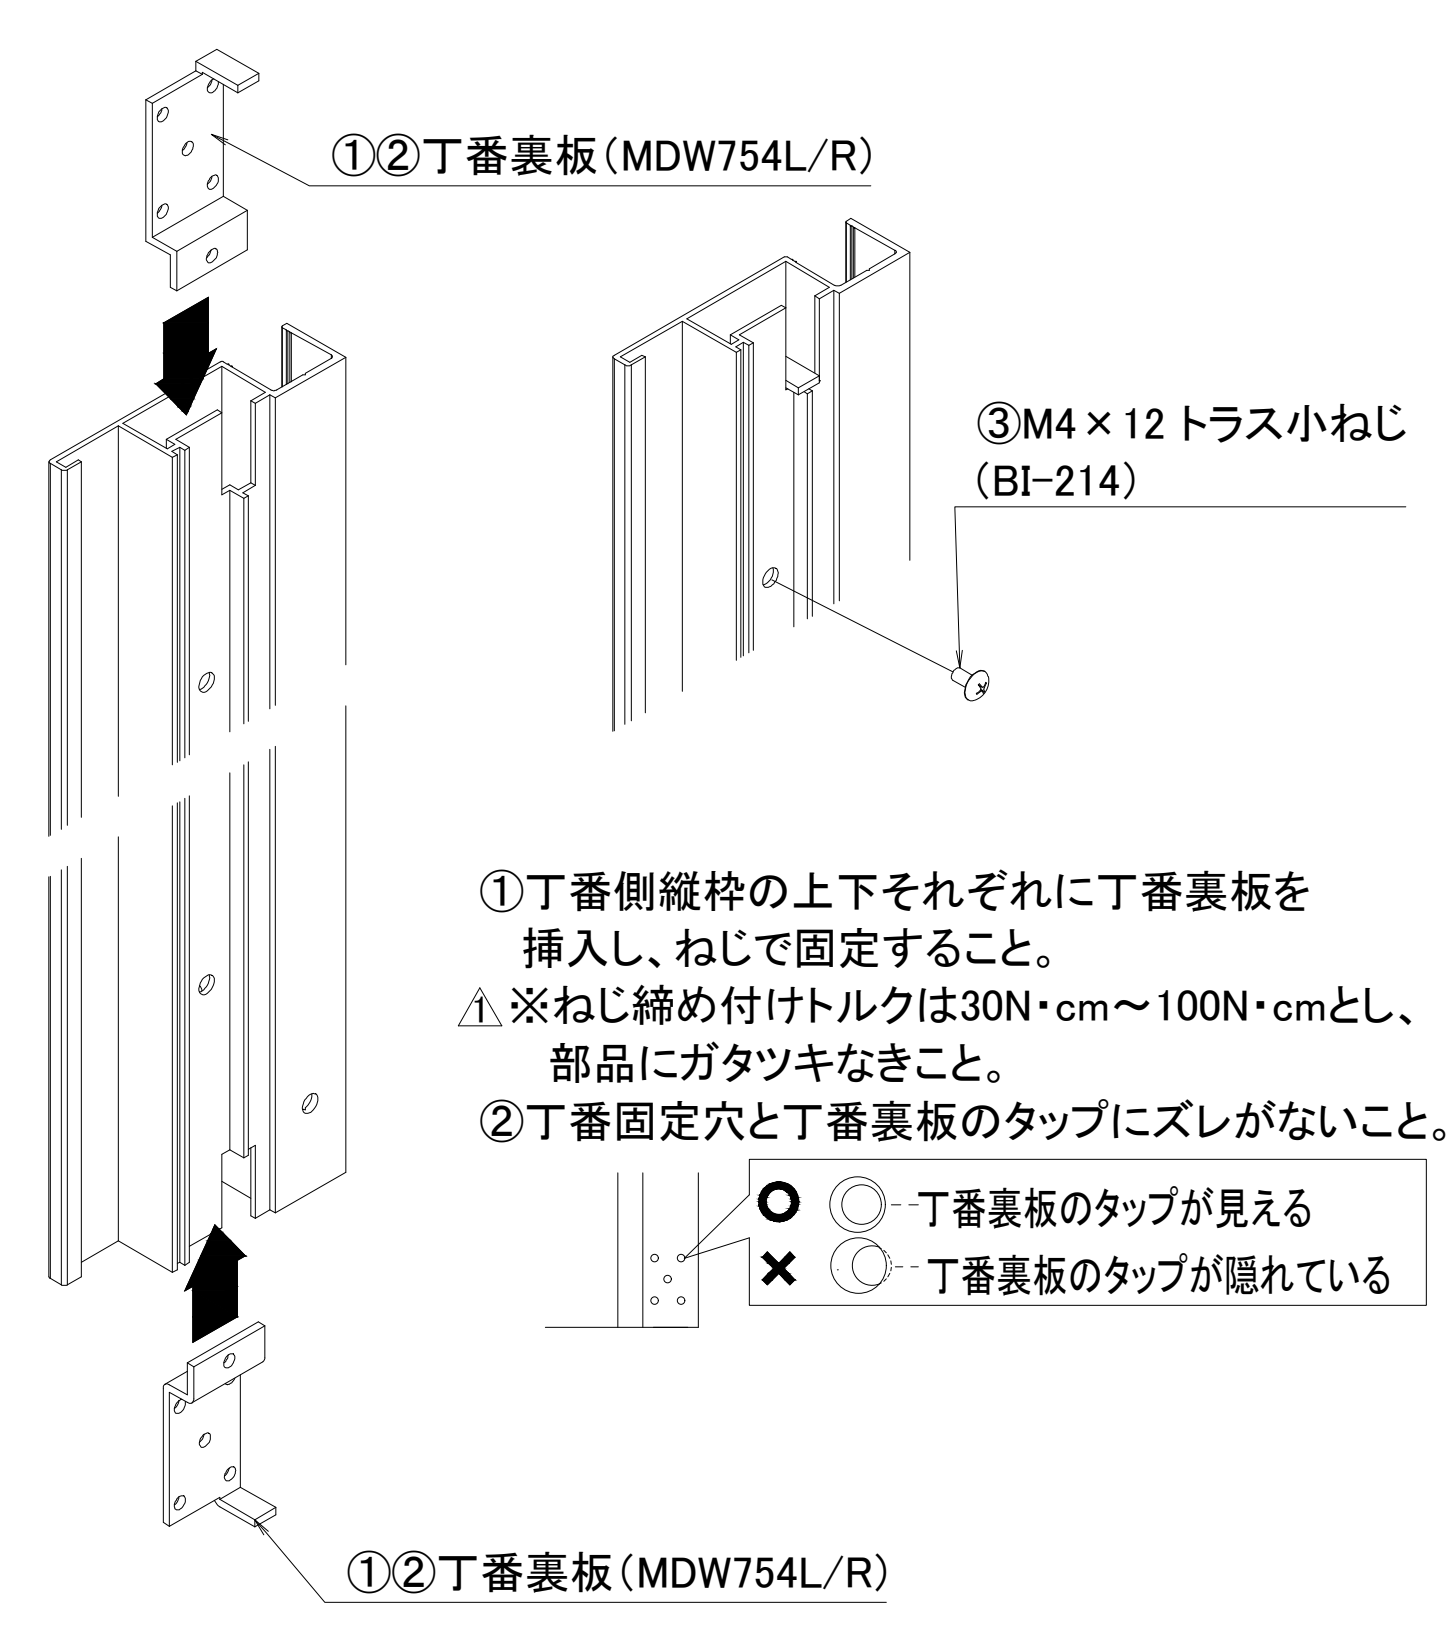 ①②丁番裏板(MDW754L/R)
③M4×12 トラス小ねじ
(BI-214)
①丁番側縦枠の上下それぞれに丁番裏板を
挿入し、ねじで固定すること。
△1 ※ねじ締め付けトルクは30N・cm～100N・cmとし、
部品にガタツキなきこと。
②丁番固定穴と丁番裏板のタップにズレがないこと。
丁番裏板のタップが見える
丁番裏板のタップが隠れている
①②丁番裏板(MDW754L/R)